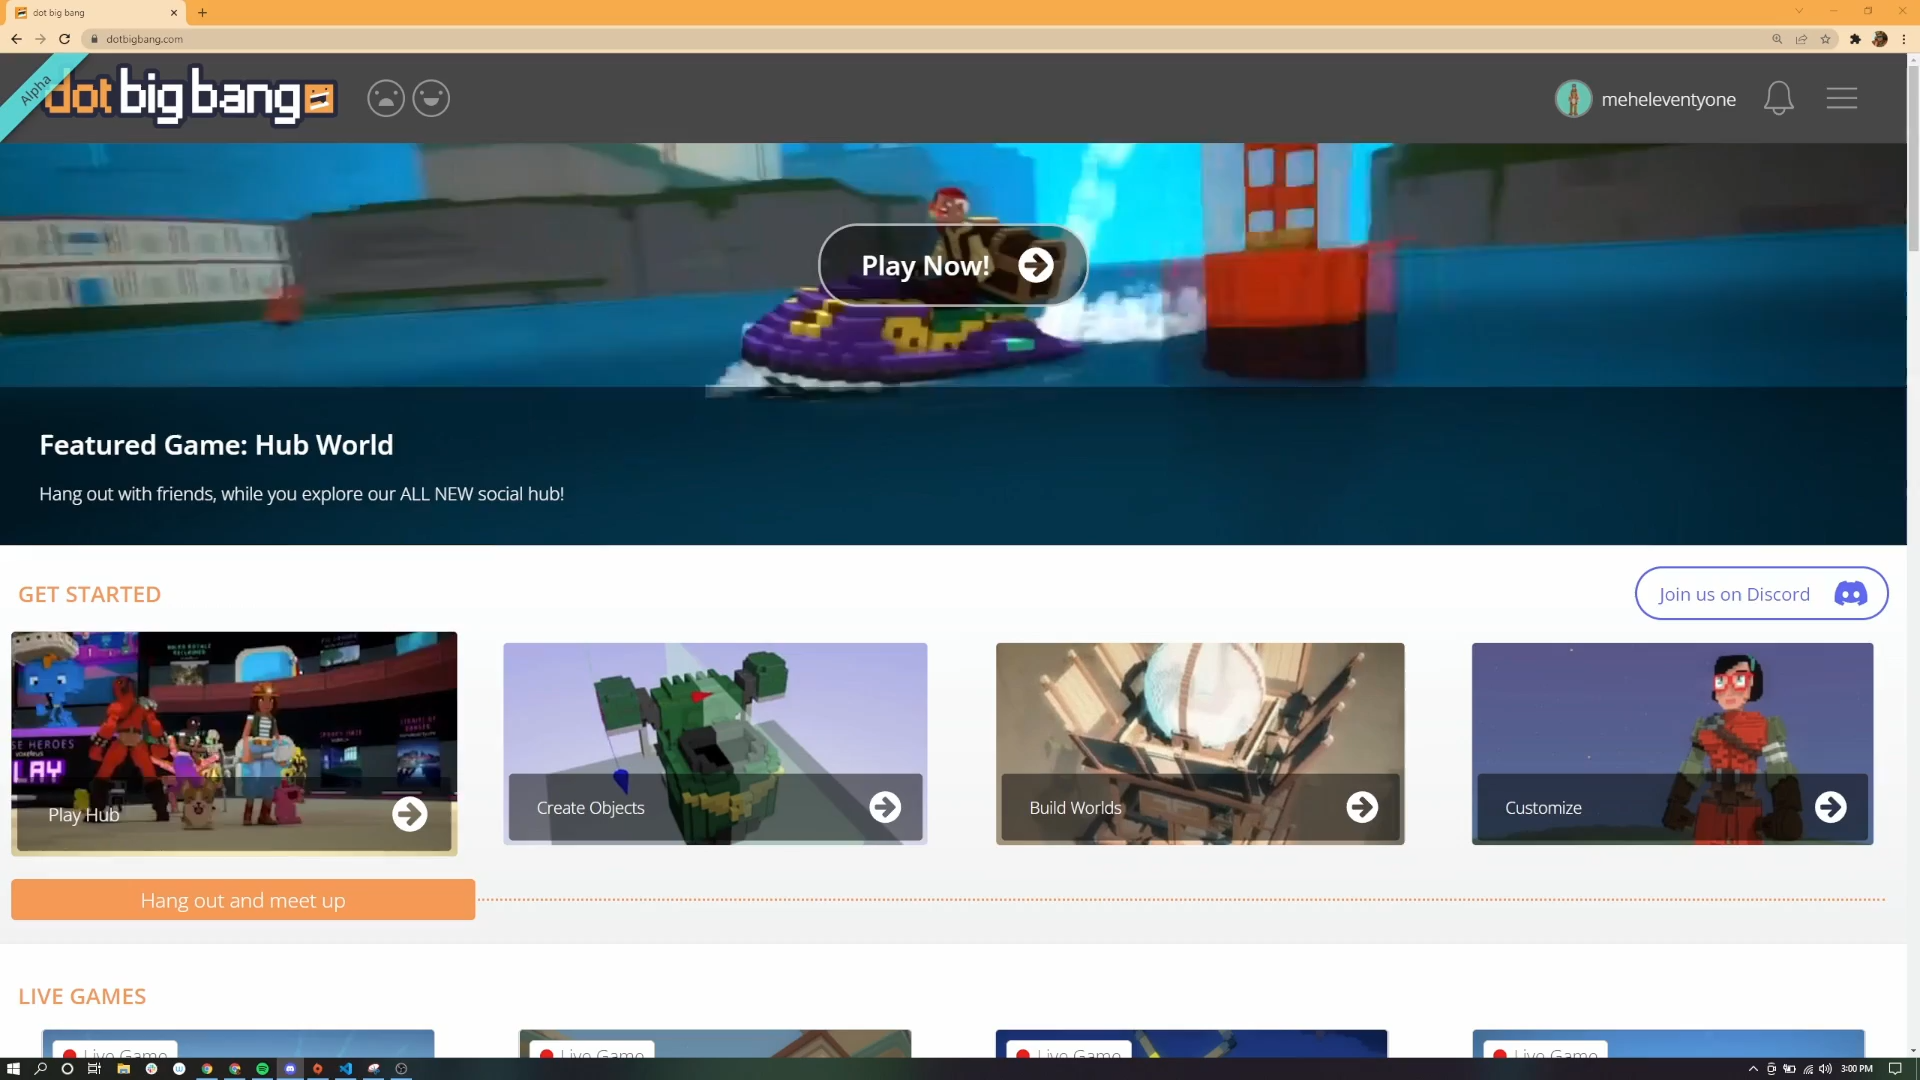 dot big bang
dotbigbang.com
Alpha
dot big bang
meheleventyone
Play Now!
Featured Game: Hub World
Hang out with friends, while you explore our ALL NEW social hub!
GET STARTED
Join us on Discord
HEROES
LAY
Play Hub
Create Objects
Build Worlds
Customize
Hang out and meet up
LIVE GAMES
Live Game
Live Game
Live Game
Live Game
3:00 PM